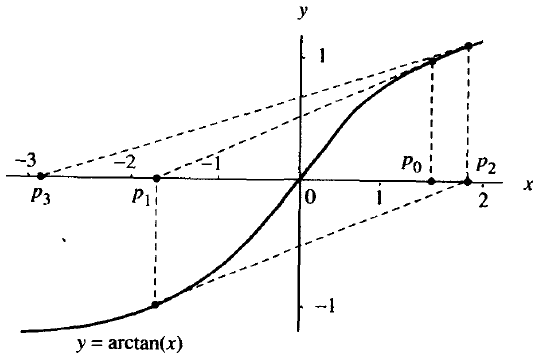 y
1
-3
-2
-1
p0
p2
p3
p1
0
1
2
x
-1
y = arctan(x)